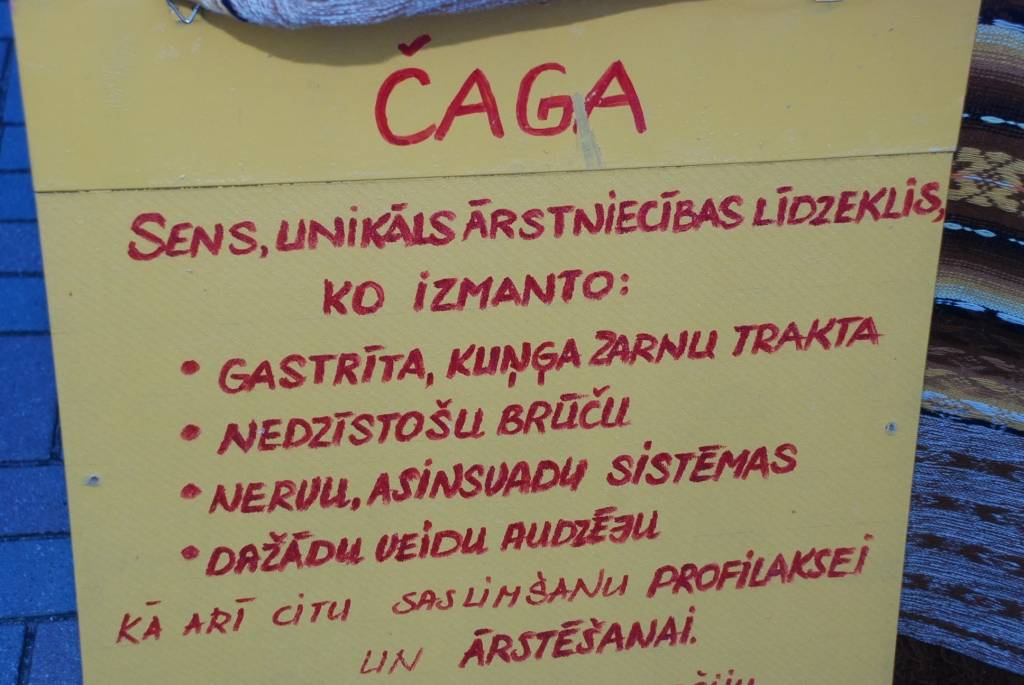 ČAGA
SENS, UNIKĀLS ĀRSTNIECĪBAS LĪDZEKLIS,
KO IZMANTO:
• GASTRĪTA, KUŅĢA ZARNU TRAKTA
• NEDZĪSTOŠU BRŪČU
• NERVU, ASINSVADU SISTĒMAS
• DAŽĀDU VEIDU AUDZĒJU
KĀ ARĪ CITU SASLIMŠANU PROFILAKSEI
UN ĀRSTĒŠANAI.